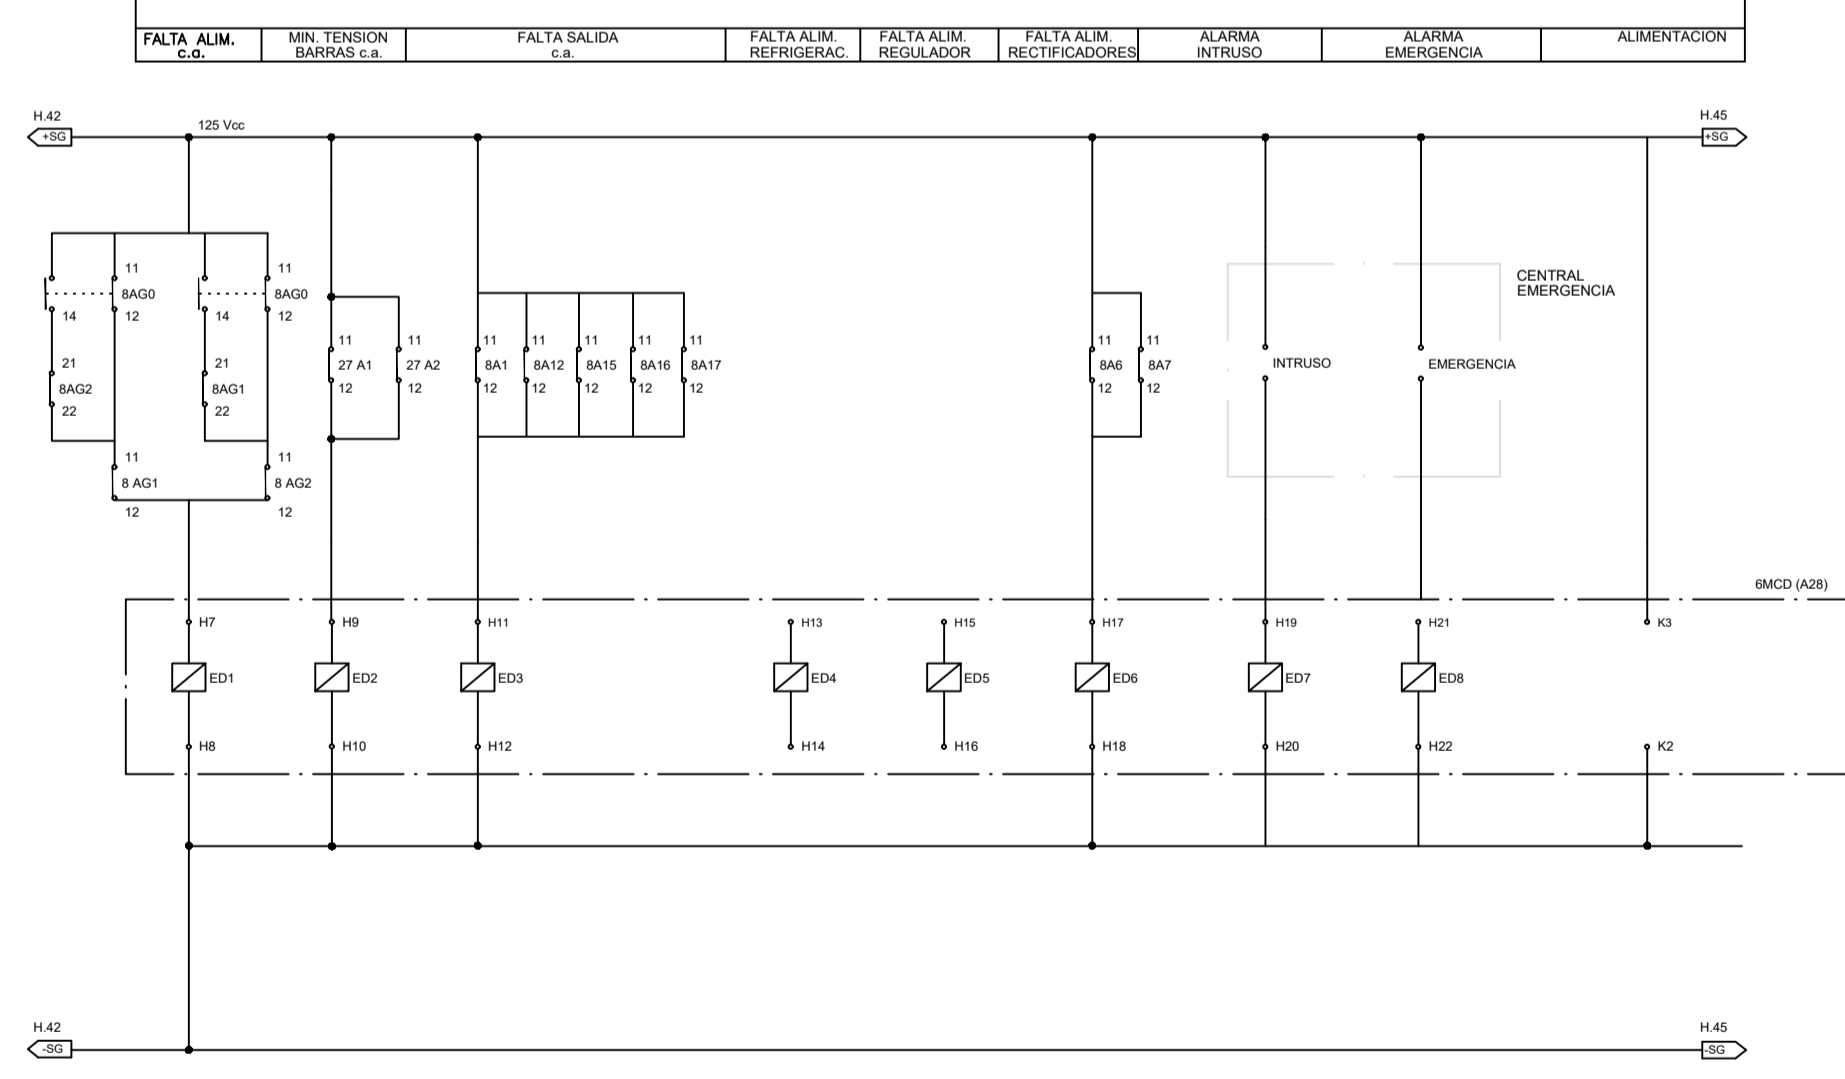 FALTA ALIM.
c.a.
MIN. TENSION
BARRAS c.a.
FALTA SALIDA
c.a.
FALTA ALIM.
REFRIGERAC.
FALTA ALIM.
REGULADOR
FALTA ALIM.
RECTIFICADORES
ALARMA
INTRUSO
ALARMA
EMERGENCIA
ALIMENTACION
H.42
+SG
125 Vcc
H.45
+SG
11
8AG0
14
12
21
8AG2
22
11
8 AG1
12
11
8AG0
14
12
21
8AG1
22
11
8 AG2
12
11
27 A1
12
11
27 A2
12
11
8A1
12
11
8A12
12
11
8A15
12
11
8A16
12
11
8A17
12
11
8A6
12
11
8A7
12
INTRUSO
EMERGENCIA
CENTRAL
EMERGENCIA
6MCD (A28)
H7
H9
H11
H13
H15
H17
H19
H21
K3
ED1
ED2
ED3
ED4
ED5
ED6
ED7
ED8
H8
H10
H12
H14
H16
H18
H20
H22
K2
H.42
-SG
H.45
-SG